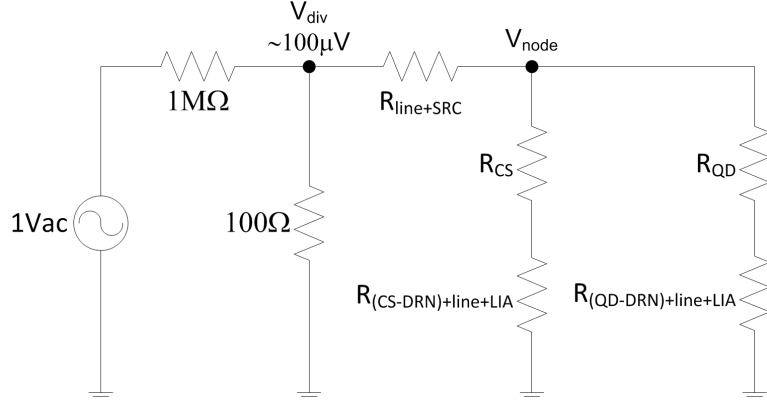 V_div
~100μV
V_node
1MΩ
R_line+SRC
R_CS
R_QD
1Vac
100Ω
R_(CS-DRN)+line+LIA
R_(QD-DRN)+line+LIA